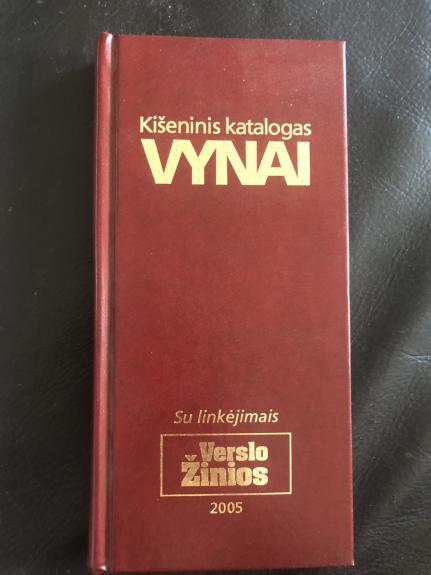 Kišeninis katalogas
VYNAI
Su linkėjimais
Verslo
Žinios
2005